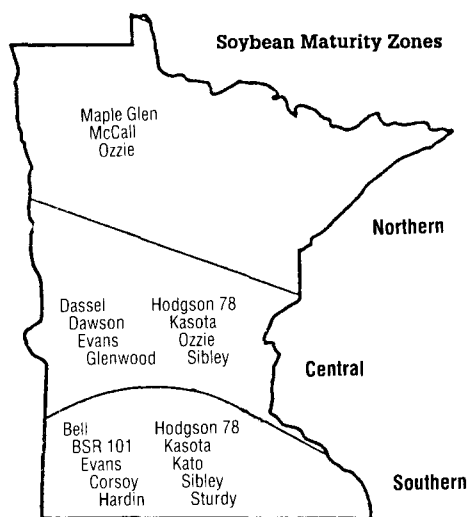 Soybean Maturity Zones
Maple Glen
McCall
Ozzie
Northern
Dassel Hodgson 78
Dawson Kasota
Evans Ozzie
Glenwood Sibley
Central
Bell Hodgson 78
BSR 101 Kasota
Evans Kato
Corsoy Sibley
Hardin Sturdy
Southern